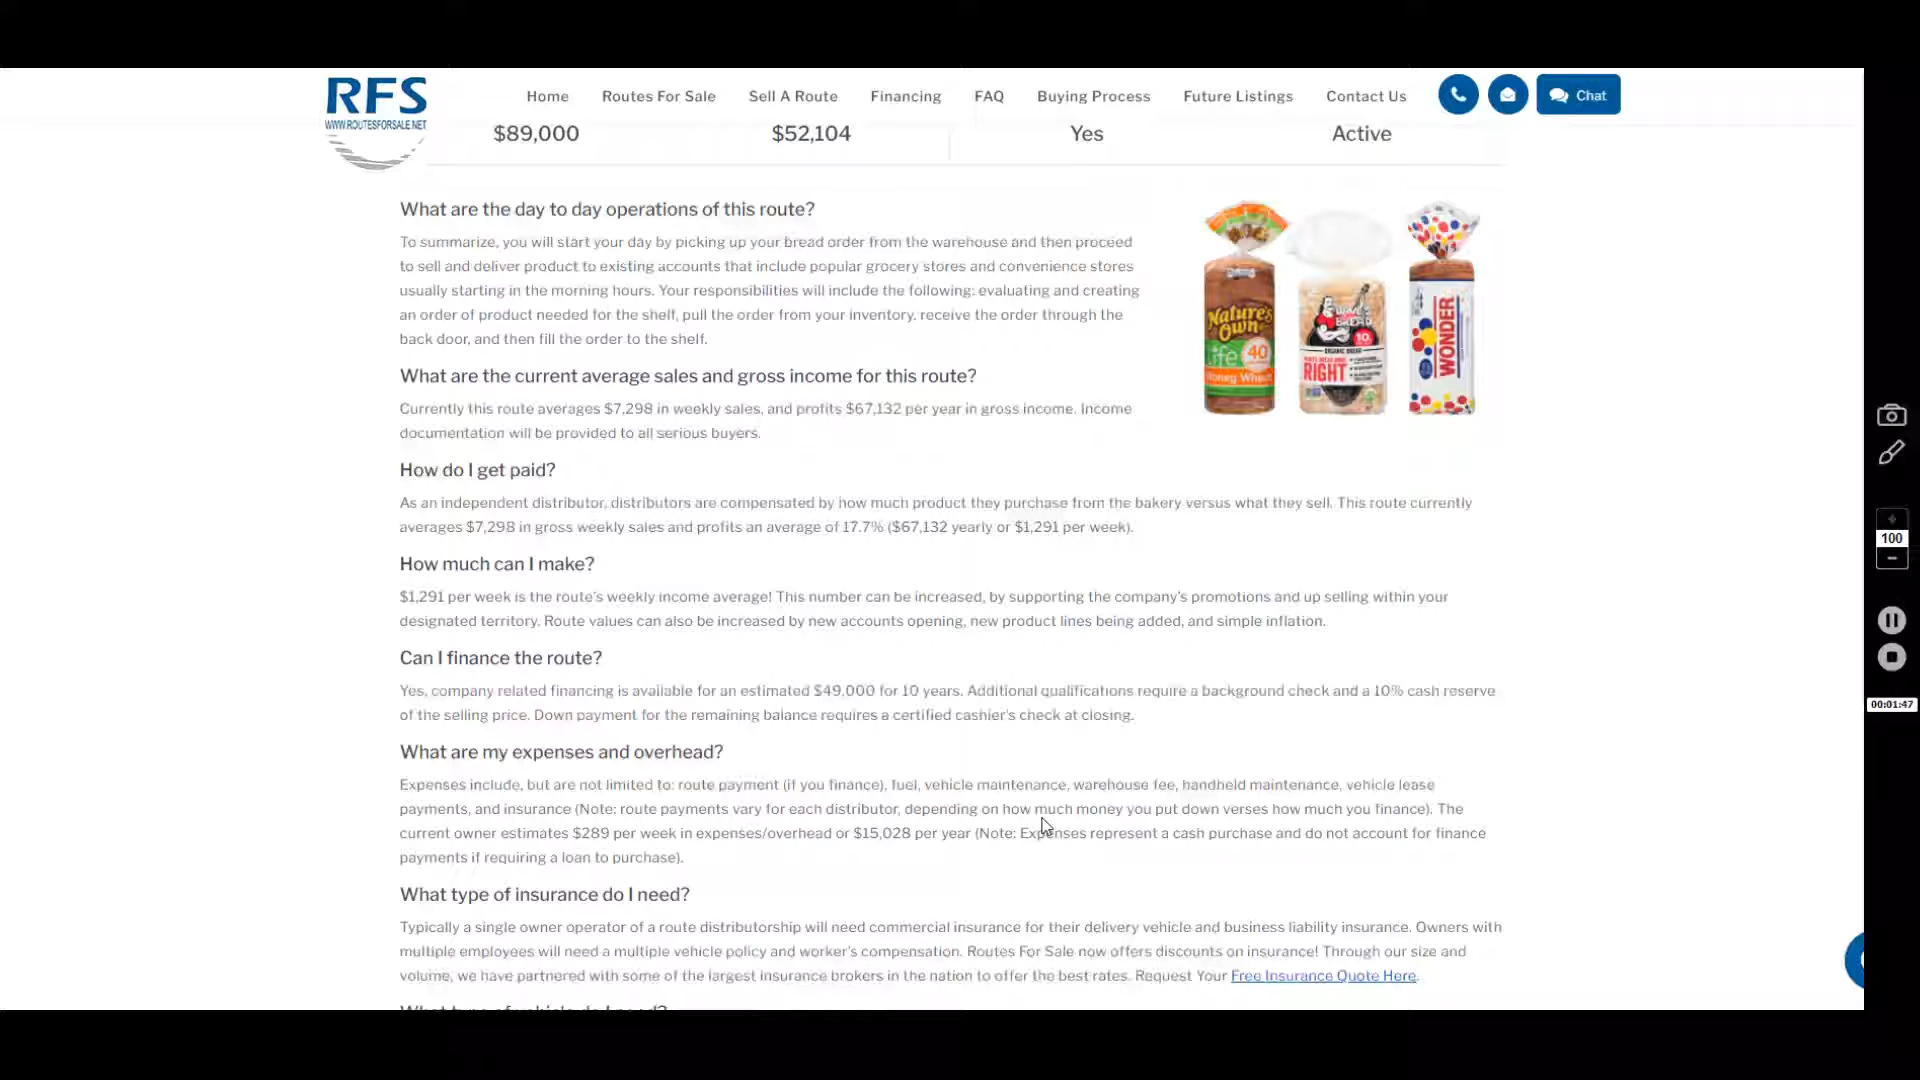 RFS
WWW.ROUTESFORSALE.NET
Home Routes For Sale Sell A Route Financing FAQ Buying Process Future Listings Contact Us Chat
$89,000 $52,104 Yes Active
What are the day to day operations of this route?
To summarize, you will start your day by picking up your bread order from the warehouse and then proceed
to sell and deliver product to existing accounts that include popular grocery stores and convenience stores
usually starting in the morning hours. Your responsibilities will include the following: evaluating and creating
an order of product needed for the shelf, pull the order from your inventory. receive the order through the
back door, and then fill the order to the shelf.
Nature's
Own
Life 40
Honey Wheat
ORGANIC BREAD
RIGHT
WONDER
What are the current average sales and gross income for this route?
Currently this route averages $7,298 in weekly sales, and profits $67,132 per year in gross income. Income
documentation will be provided to all serious buyers.
How do I get paid?
As an independent distributor, distributors are compensated by how much product they purchase from the bakery versus what they sell. This route currently
averages $7,298 in gross weekly sales and profits an average of 17.7% ($67,132 yearly or $1,291 per week).
How much can I make?
$1,291 per week is the route's weekly income average! This number can be increased, by supporting the company's promotions and up selling within your
designated territory. Route values can also be increased by new accounts opening, new product lines being added, and simple inflation.
Can I finance the route?
Yes, company related financing is available for an estimated $49,000 for 10 years. Additional qualifications require a background check and a 10% cash reserve
of the selling price. Down payment for the remaining balance requires a certified cashier's check at closing.
What are my expenses and overhead?
Expenses include, but are not limited to: route payment (if you finance), fuel, vehicle maintenance, warehouse fee, handheld maintenance, vehicle lease
payments, and insurance (Note: route payments vary for each distributor, depending on how much money you put down verses how much you finance). The
current owner estimates $289 per week in expenses/overhead or $15,028 per year (Note: Expenses represent a cash purchase and do not account for finance
payments if requiring a loan to purchase).
What type of insurance do I need?
Typically a single owner operator of a route distributorship will need commercial insurance for their delivery vehicle and business liability insurance. Owners with
multiple employees will need a multiple vehicle policy and worker's compensation. Routes For Sale now offers discounts on insurance! Through our size and
volume, we have partnered with some of the largest insurance brokers in the nation to offer the best rates. Request Your Free Insurance Quote Here.
What type of vehicle do I need?
100
00:01:47